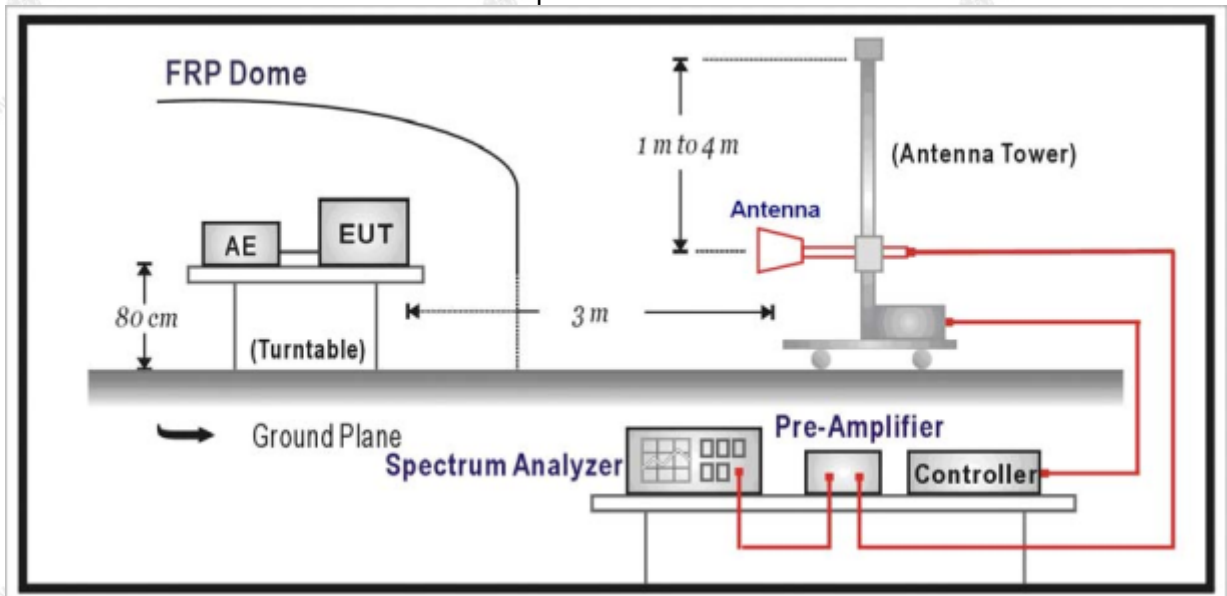 FRP Dome
1 m to 4 m
(Antenna Tower)
Antenna
AE
EUT
80 cm
3 m
(Turntable)
Ground Plane
Pre-Amplifier
Spectrum Analyzer
Controller